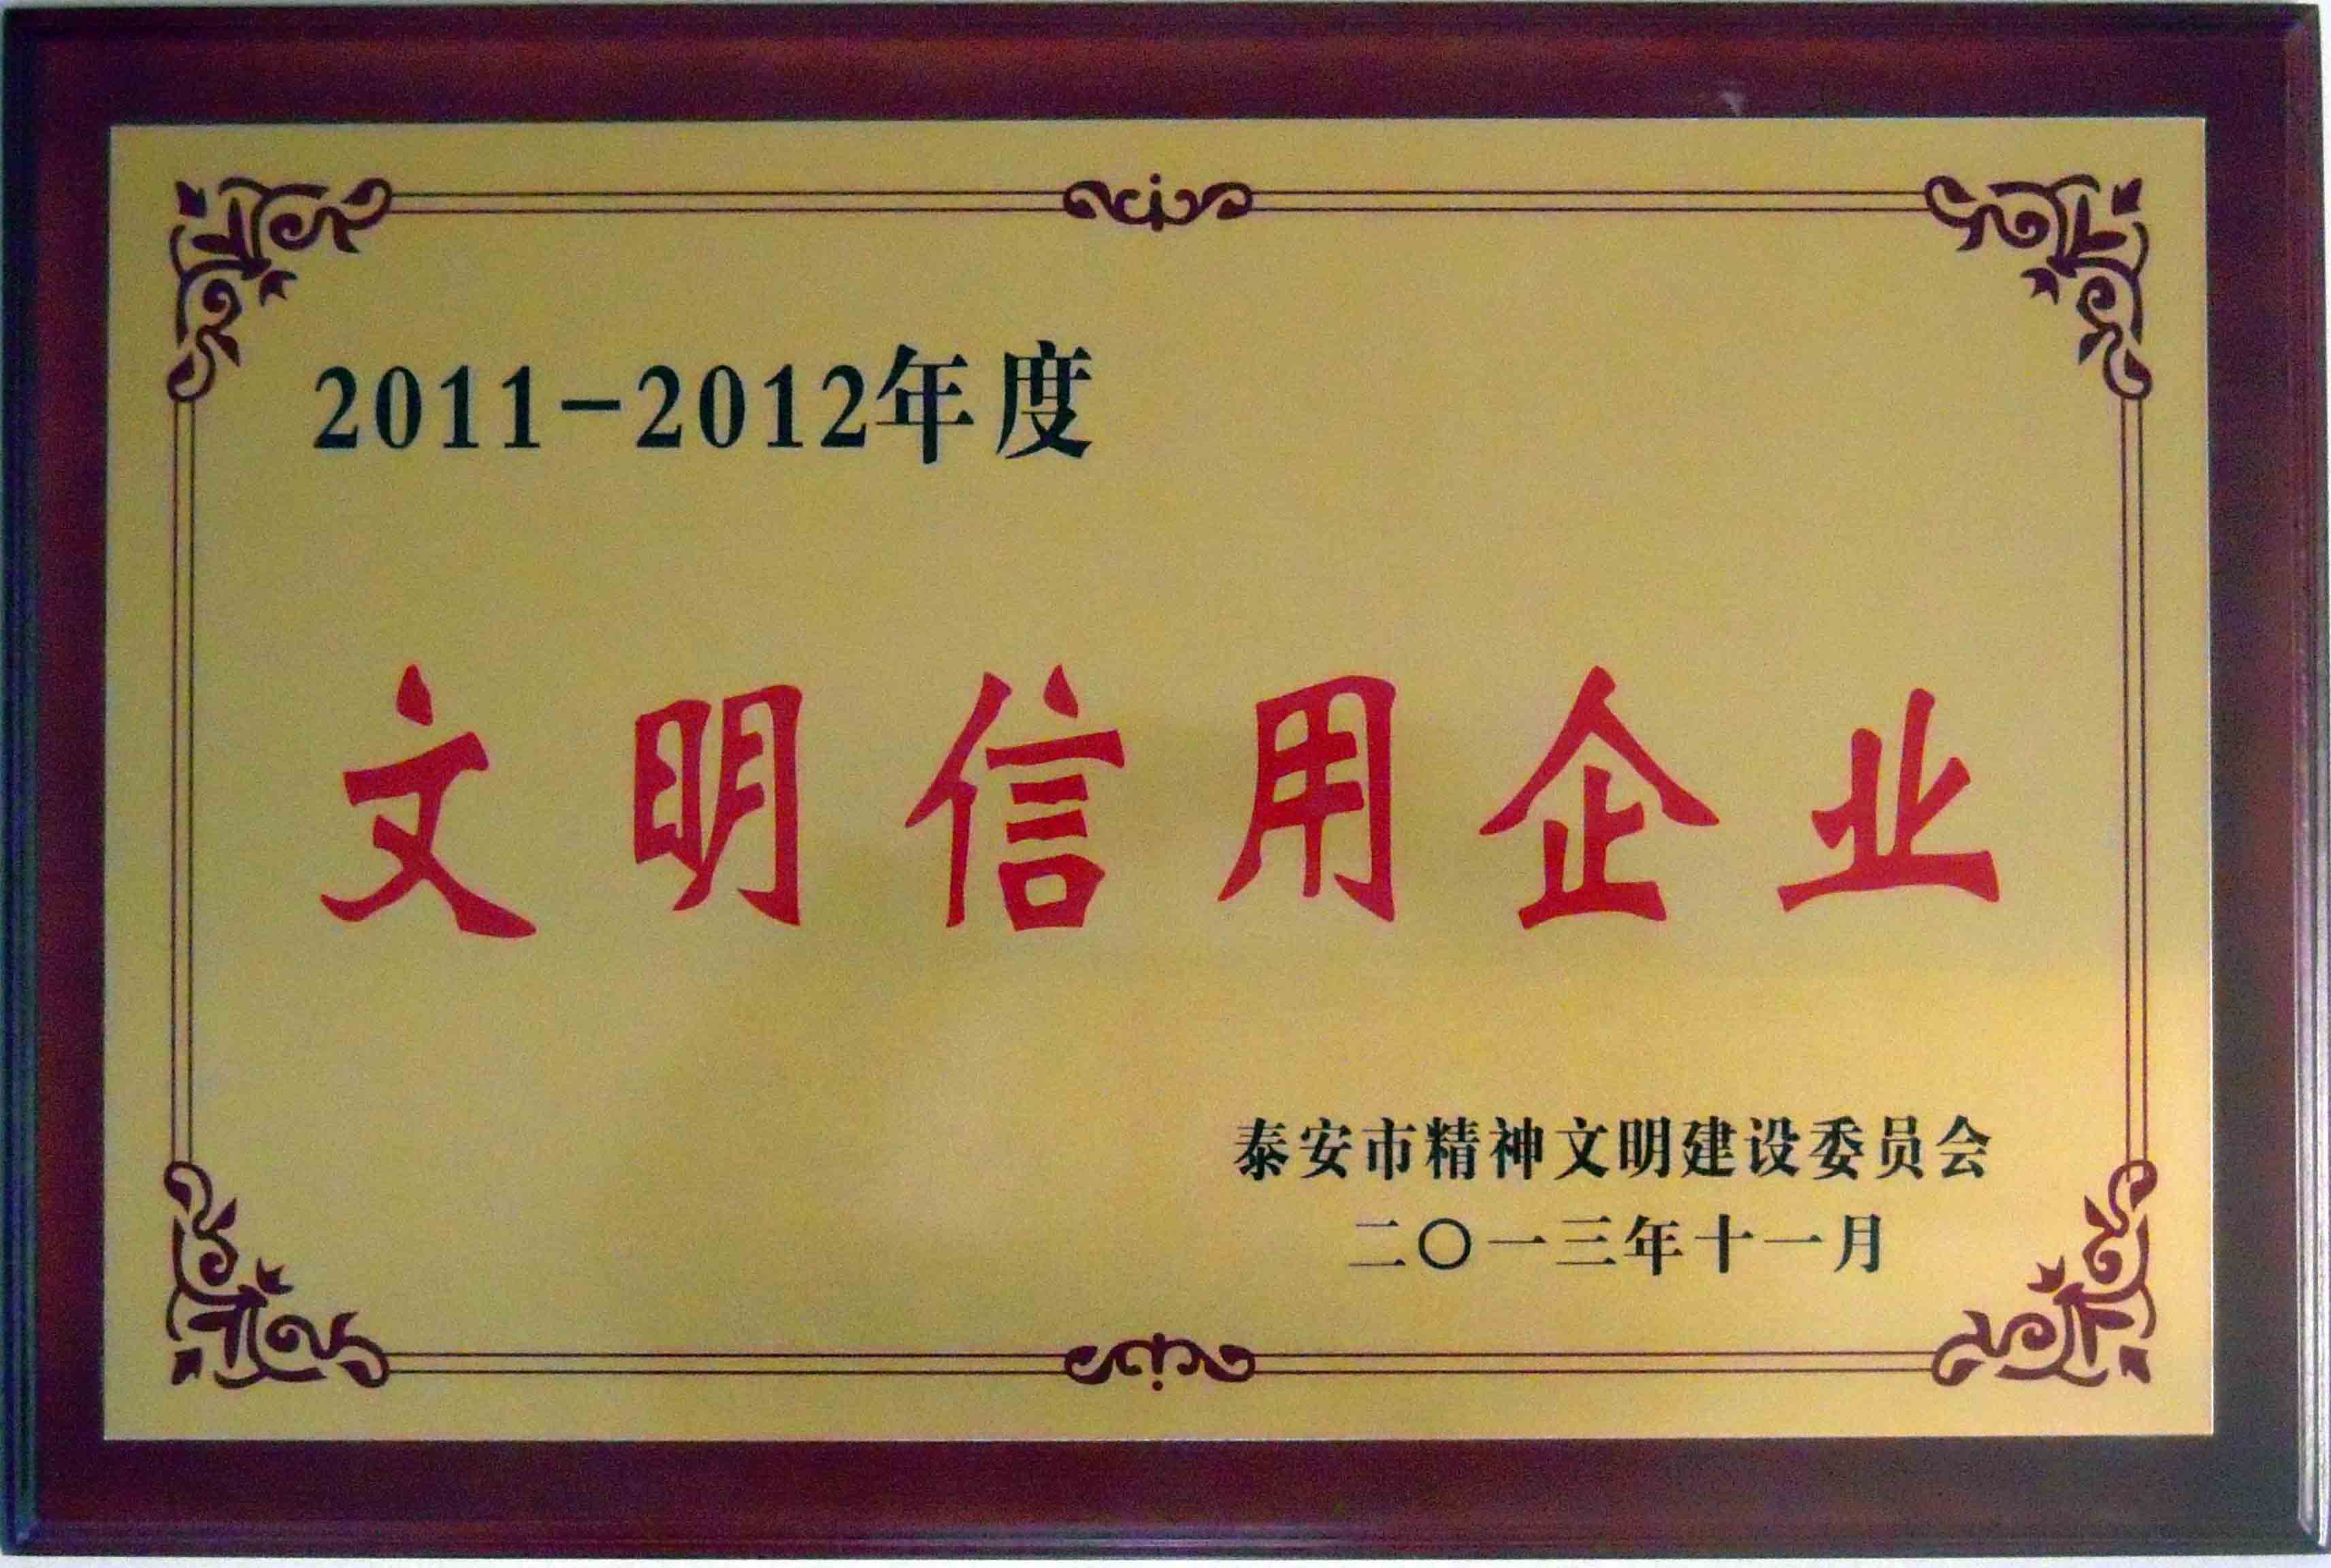 2011-2012年度
文明信用企业
泰安市精神文明建设委员会
二〇一三年十一月